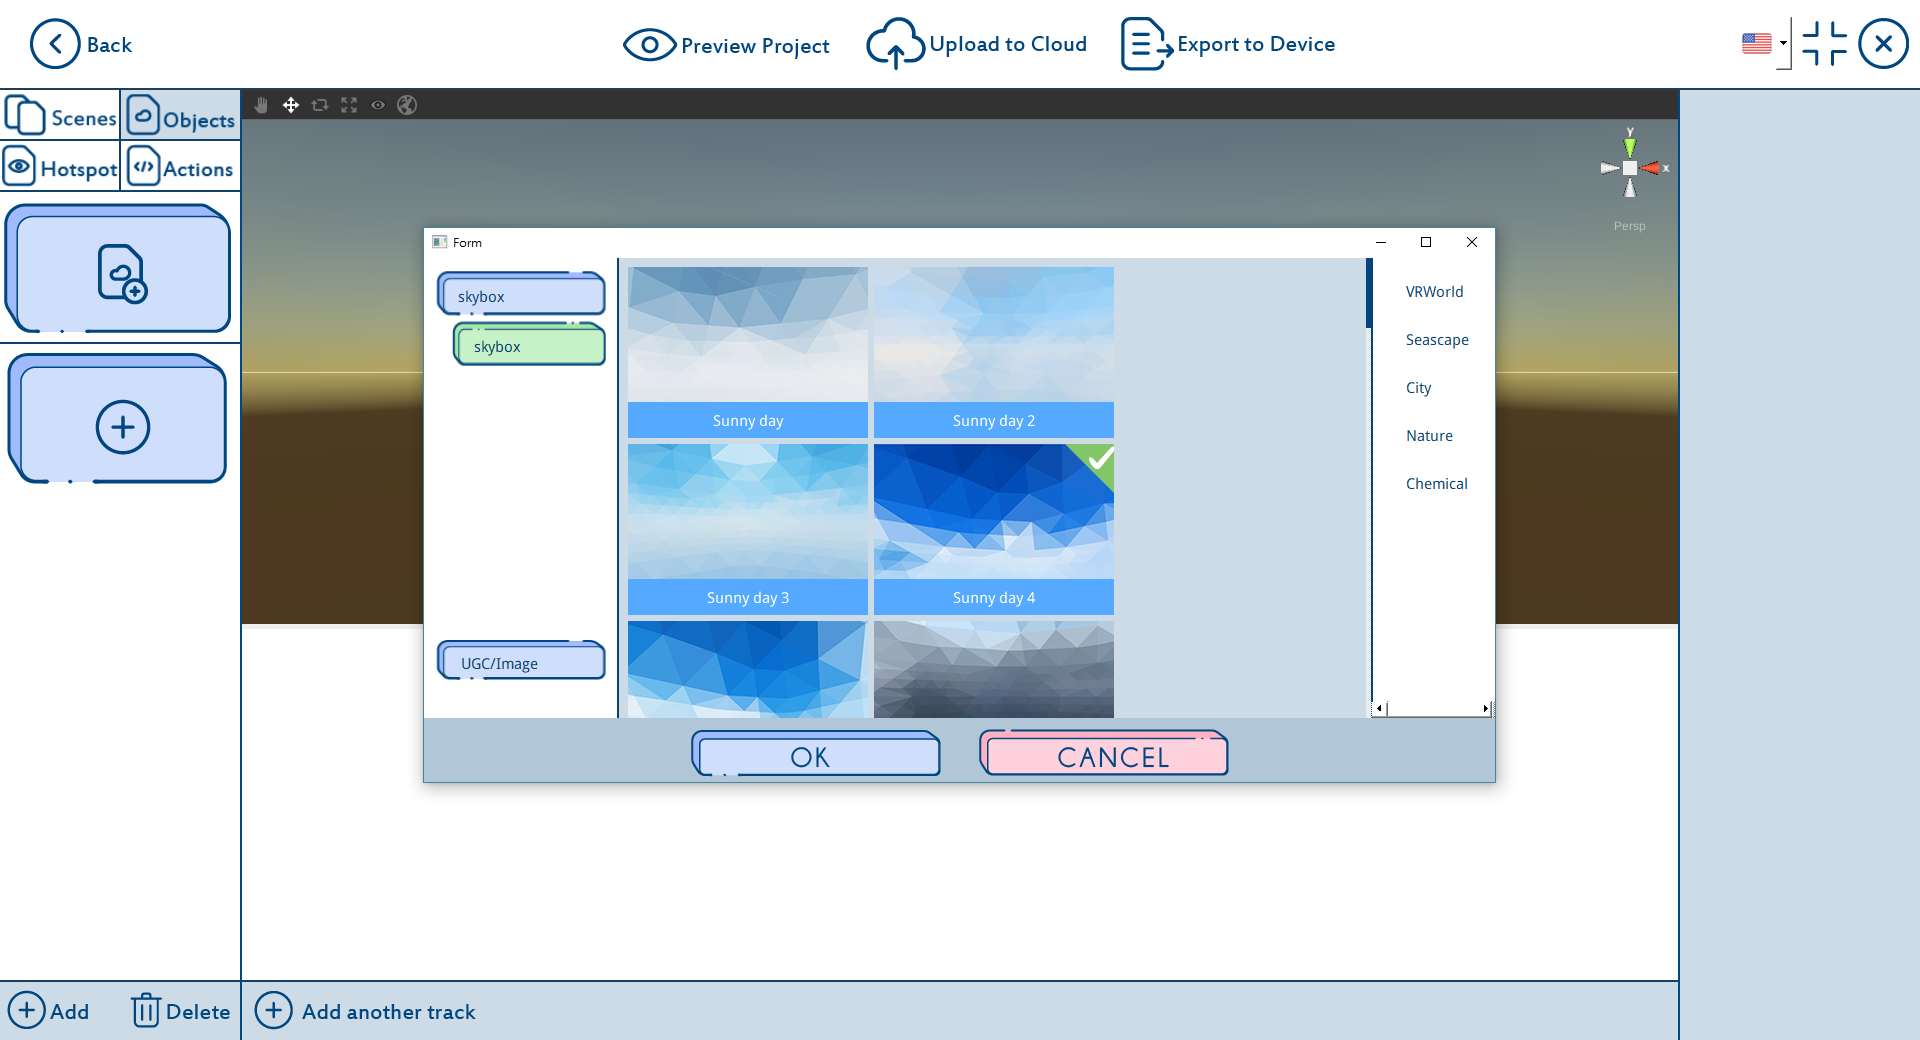 Back
Preview Project
Upload to Cloud
Export to Device
Scenes
Objects
Hotspot
Actions
y
x
Persp
Form
skybox
skybox
UGC/Image
Sunny day
Sunny day 2
Sunny day 3
Sunny day 4
VRWorld
Seascape
City
Nature
Chemical
OK
CANCEL
Add
Delete
Add another track